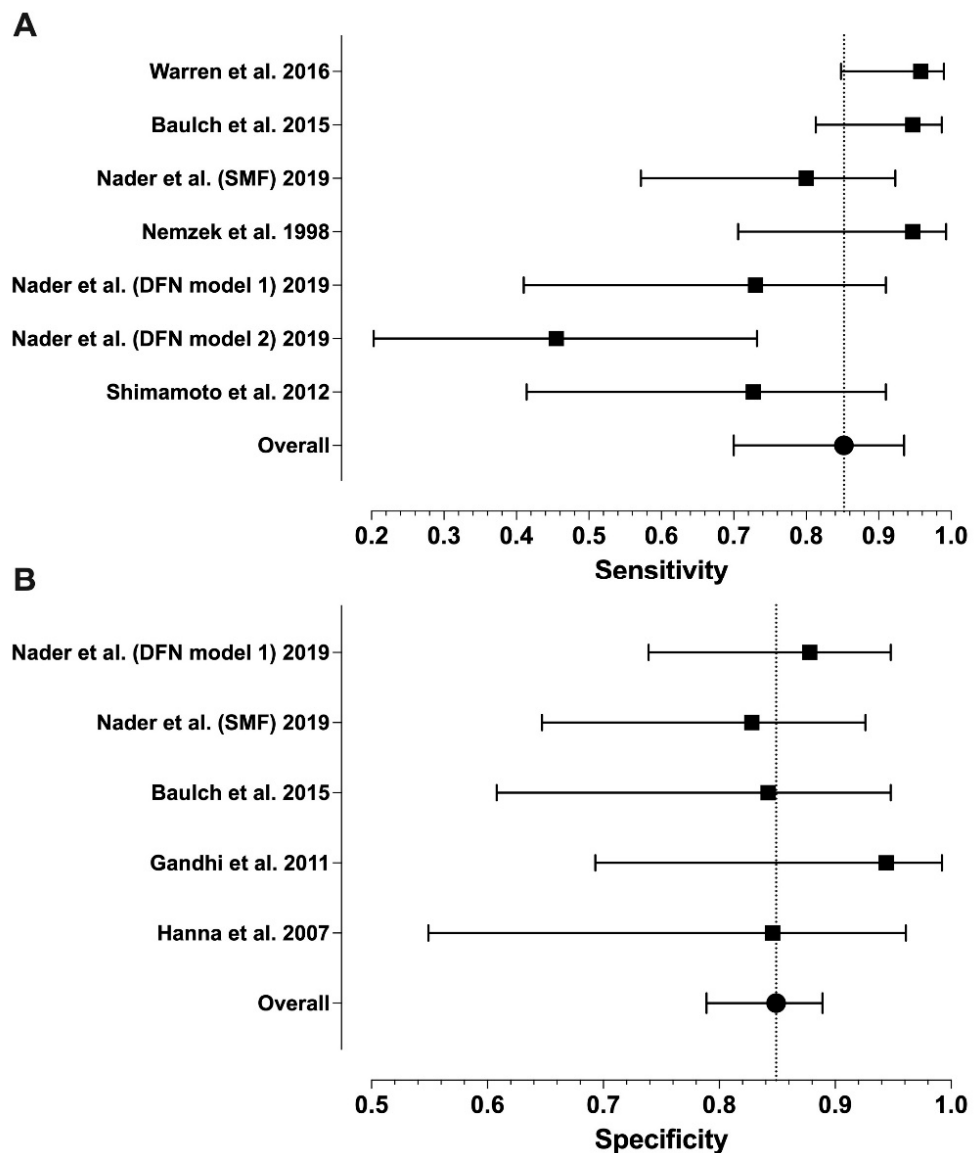 A
Warren et al. 2016
Baulch et al. 2015
Nader et al. (SMF) 2019
Nemzek et al. 1998
Nader et al. (DFN model 1) 2019
Nader et al. (DFN model 2) 2019
Shimamoto et al. 2012
Overall
0.2 0.3 0.4 0.5 0.6 0.7 0.8 0.9 1.0
Sensitivity
B
Nader et al. (DFN model 1) 2019
Nader et al. (SMF) 2019
Baulch et al. 2015
Gandhi et al. 2011
Hanna et al. 2007
Overall
0.5 0.6 0.7 0.8 0.9 1.0
Specificity